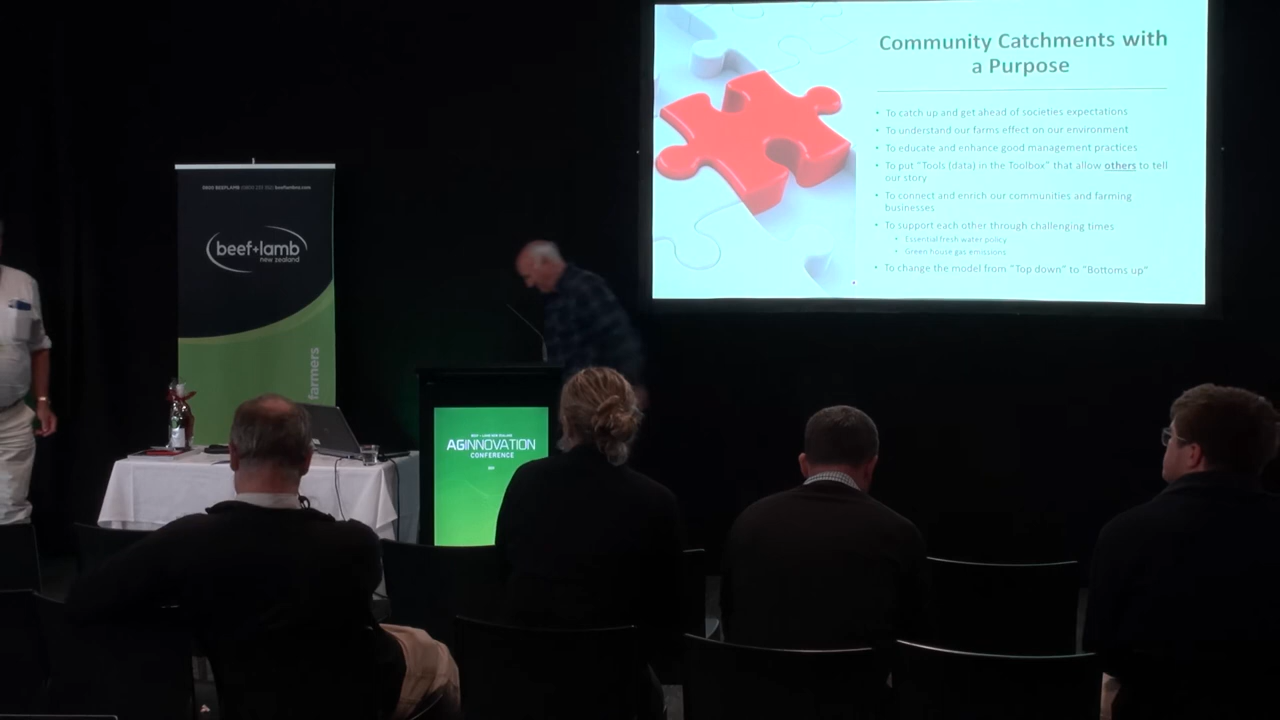 Community Catchments with
a Purpose
• To catch up and get ahead of societies expectations
• To understand our farms effect on our environment
• To educate and enhance good management practices
• To put "Tools (data) in the Toolbox" that allow others to tell
our story
• To connect and enrich our communities and farming
businesses
• To support each other through challenging times
• Essential fresh water policy
• Green house gas emissions
• To change the model from "Top down" to "Bottoms up"
beef+lamb
new zealand
farmers
BEEF + LAMB NEW ZEALAND
AGINNOVATION
CONFERENCE